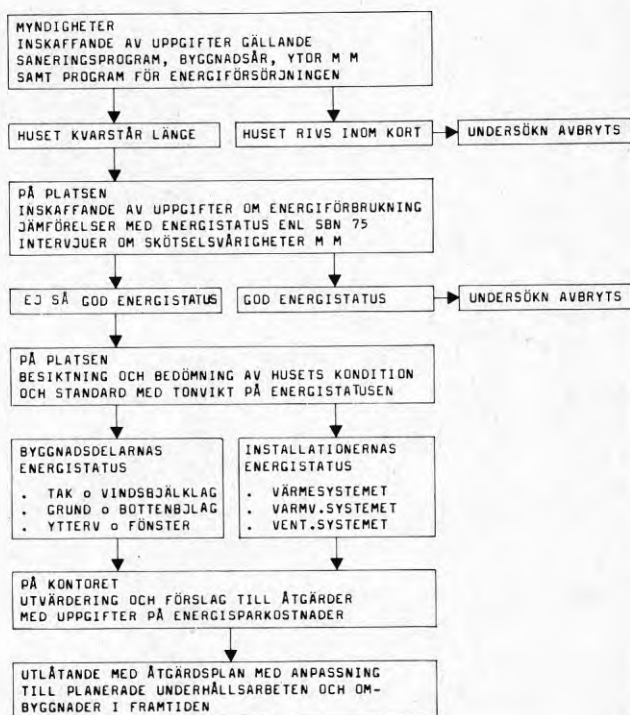 MYNDIGHETER
INSKAFFANDE AV UPPGIFTER GÄLLANDE
SANERINGSPROGRAM, BYGGNADSÅR, YTOR M M
SAMT PROGRAM FÖR ENERGIFÖRSÖRJNINGEN
HUSET KVARSTÅR LÄNGE
HUSET RIVS INOM KORT
UNDERSÖKN AVBRYTS
PÅ PLATSEN
INSKAFFANDE AV UPPGIFTER OM ENERGIFÖRBRUKNING
JÄMFÖRELSER MED ENERGISTATUS ENL SBN 75
INTERVJUER OM SKÖTSELSVÅRIGHETER M M
EJ SÅ GOD ENERGISTATUS
GOD ENERGISTATUS
UNDERSÖKN AVBRYTS
PÅ PLATSEN
BESIKTNING OCH BEDÖMNING AV HUSETS KONDITION
OCH STANDARD MED TONVIKT PÅ ENERGISTATUSEN
BYGGNADSDELARNAS
ENERGISTATUS
. TAK o VINDSBJÄLKLAG
. GRUND o BOTTENBJLAG
. YTTERV o FÖNSTER
INSTALLATIONERNAS
ENERGISTATUS
. VÄRMESYSTEMET
. VARMV.SYSTEMET
. VENT.SYSTEMET
PÅ KONTORET
UTVÄRDERING OCH FÖRSLAG TILL ÅTGÄRDER
MED UPPGIFTER PÅ ENERGISPARKOSTNADER
UTLÅTANDE MED ÅTGÄRDSPLAN MED ANPASSNING
TILL PLANERADE UNDERHÅLLSARBETEN OCH OM-
BYGGNADER I FRAMTIDEN